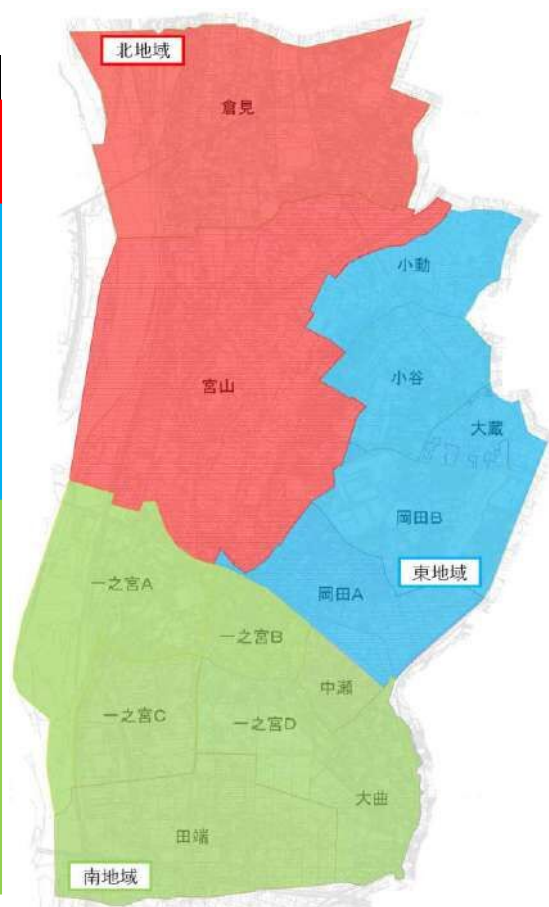 北地域
倉見
小動
小谷
宮山
大蔵
岡田B
東地域
一之宮A
岡田A
一之宮B
中瀬
一之宮C
一之宮D
大曲
田端
南地域